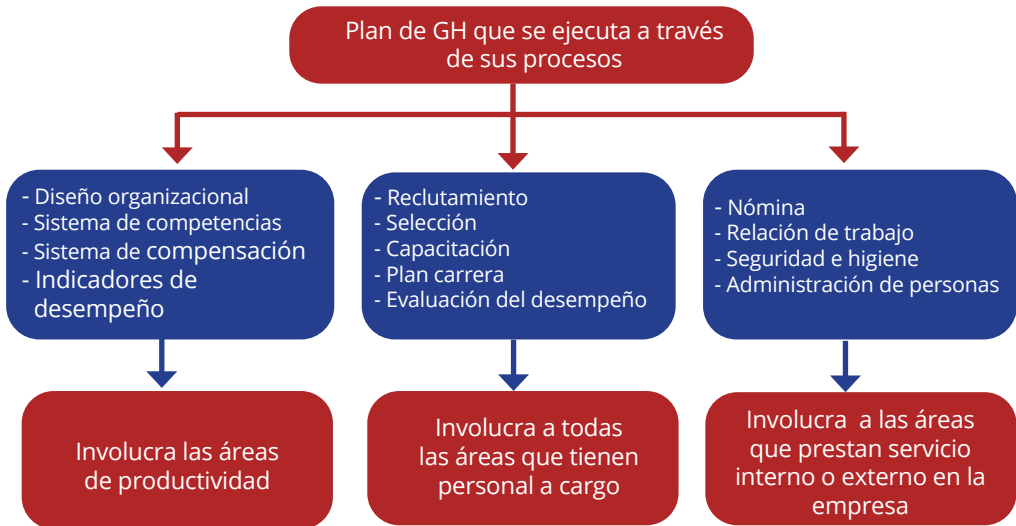 Plan de GH que se ejecuta a través
de sus procesos
- Diseño organizacional
- Sistema de competencias
- Sistema de compensación
- Indicadores de
desempeño
- Reclutamiento
- Selección
- Capacitación
- Plan carrera
- Evaluación del desempeño
- Nómina
- Relación de trabajo
- Seguridad e higiene
- Administración de personas
Involucra las áreas
de productividad
Involucra a todas
las áreas que tienen
personal a cargo
Involucra a las áreas
que prestan servicio
interno o externo en la
empresa